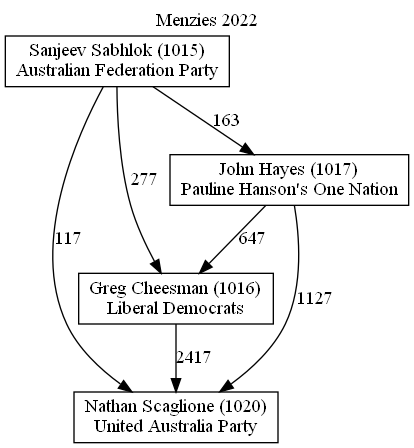 Menzies 2022
Sanjeev Sabhlok (1015)
Australian Federation Party
163
John Hayes (1017)
Pauline Hanson's One Nation
277
117
647
Greg Cheesman (1016)
Liberal Democrats
1127
2417
Nathan Scaglione (1020)
United Australia Party